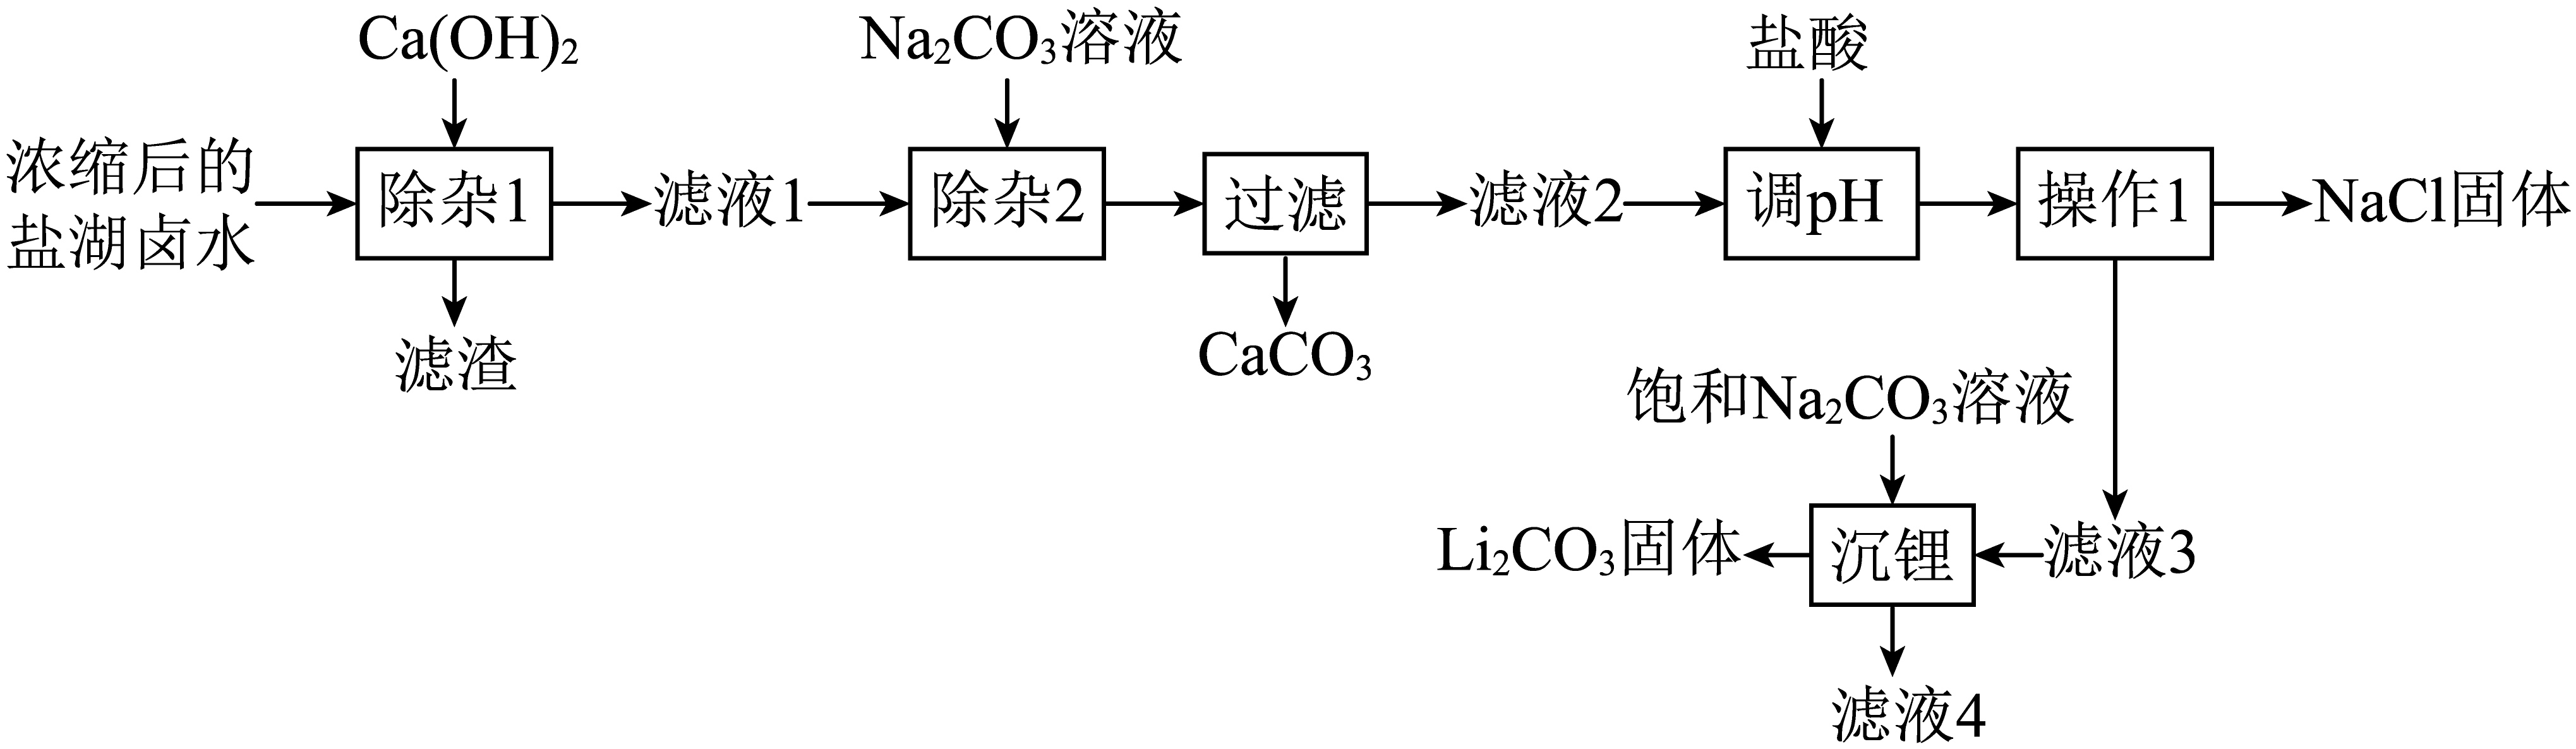 Ca(OH)₂
Na₂CO₃溶液
盐酸
浓缩后的
盐湖卤水
除杂1
滤液1
除杂2
过滤
滤液2
调pH
操作1
NaCl固体
滤渣
CaCO₃
饱和Na₂CO₃溶液
Li₂CO₃固体
沉锂
滤液3
滤液4